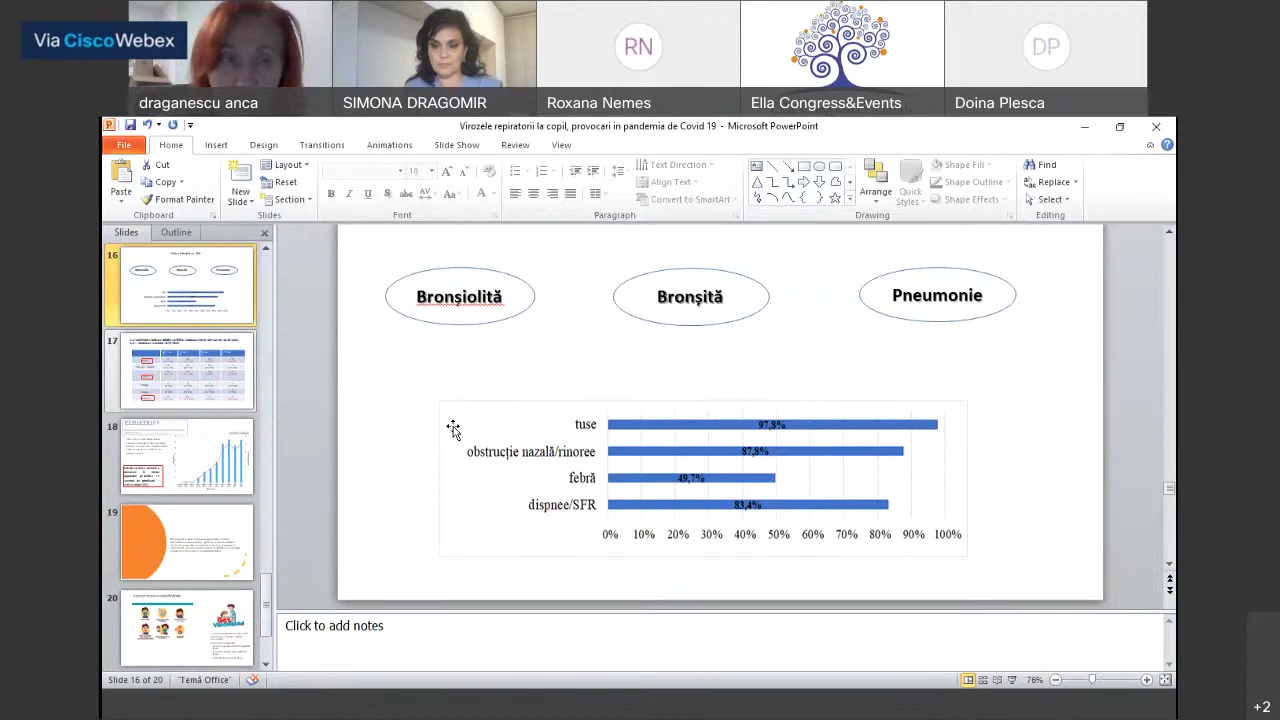 Via CiscoWebex
RN
DP
draganescu anca
SIMONA DRAGOMIR
Roxana Nemes
Ella Congress&Events
Doina Plesca
Virozele repiratorii la copil, provocari in pandemia de Covid 19 - Microsoft PowerPoint
File Home Insert Design Transitions Animations Slide Show Review View
Paste
Cut
Copy
Format Painter
Clipboard
New Slide
Layout
Reset
Section
Slides
18
Font
Text Direction
Align Text
Convert to SmartArt
Paragraph
Arrange
Quick Styles
Shape Fill
Shape Outline
Shape Effects
Drawing
Find
Replace
Select
Editing
Slides Outline
16
17
18
PEDIATRICS
19
20
Bronșiolită
Bronșită
Pneumonie
tuse 97,8%
obstrucție nazală/rinoree 87,8%
febră 49,7%
dispnee/SFR 83,4%
0% 10% 20% 30% 40% 50% 60% 70% 80% 90% 100%
Click to add notes
Slide 16 of 20
"Temă Office"
76%
+2